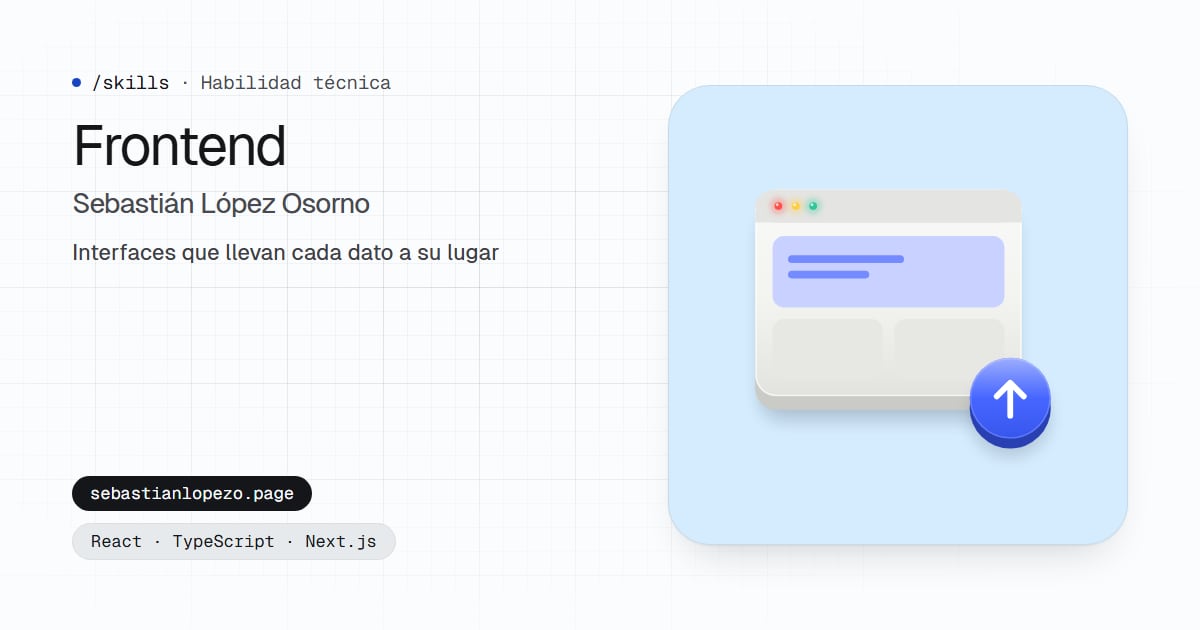 /skills · Habilidad técnica
Frontend
Sebastián López Osorno
Interfaces que llevan cada dato a su lugar
sebastianlopezo.page
React · TypeScript · Next.js